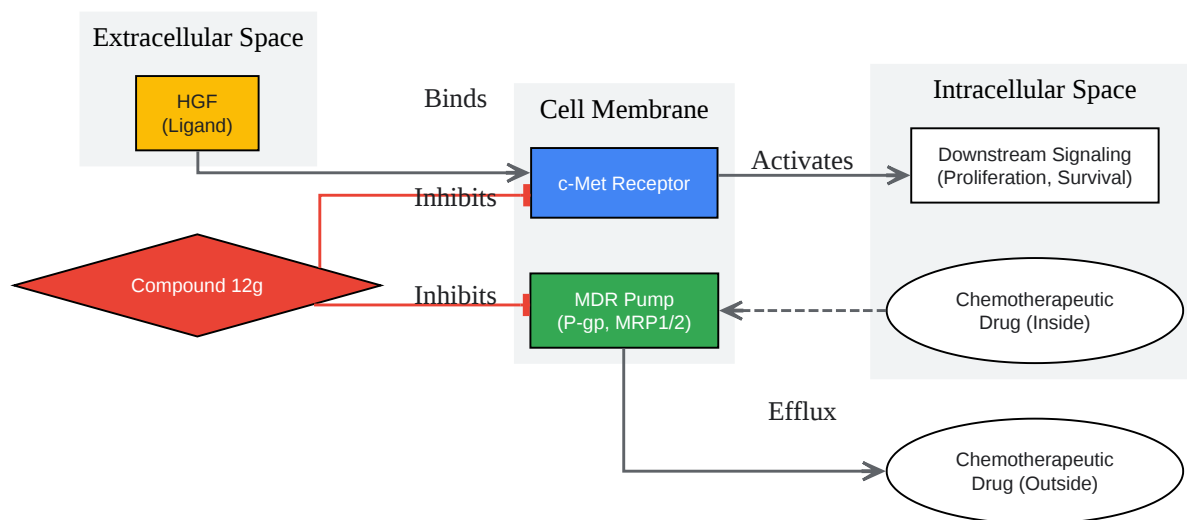 Extracellular Space
HGF
(Ligand)
Binds
Cell Membrane
c-Met Receptor
Activates
Intracellular Space
Downstream Signaling
(Proliferation, Survival)
Inhibits
Compound 12g
Inhibits
MDR Pump
(P-gp, MRP1/2)
Chemotherapeutic
Drug (Inside)
Efflux
Chemotherapeutic
Drug (Outside)